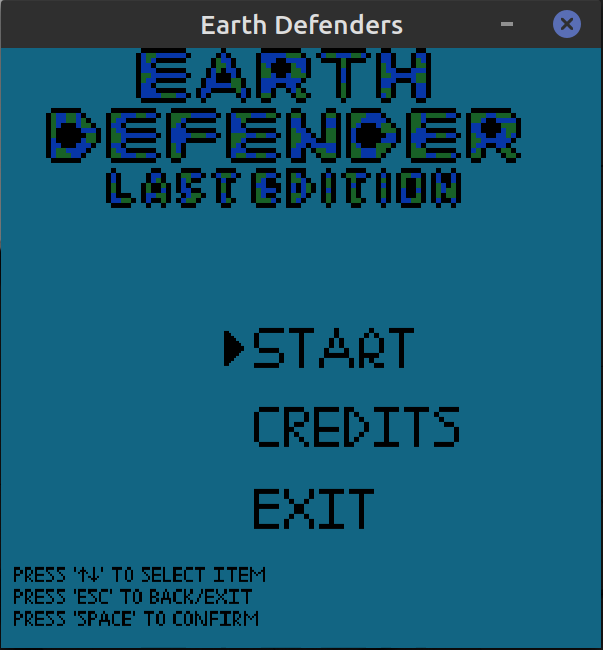 Earth Defenders
EARTH
DEFENDER
LAST EDITION
START
CREDITS
EXIT
PRESS '↑↓' TO SELECT ITEM
PRESS 'ESC' TO BACK/EXIT
PRESS 'SPACE' TO CONFIRM